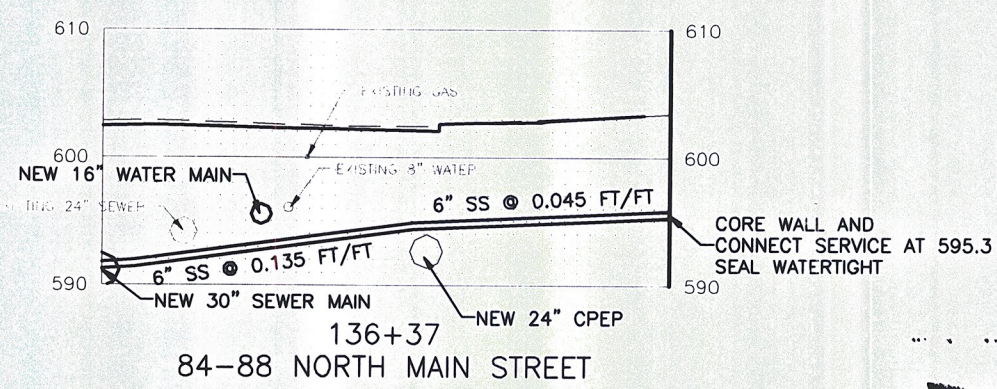 610
610
EXISTING GAS
600
600
NEW 16" WATER MAIN
EXISTING 8" WATER
24" SEWER
6" SS @ 0.045 FT/FT
CORE WALL AND
CONNECT SERVICE AT 595.3
SEAL WATERTIGHT
6" SS @ 0.135 FT/FT
590
590
NEW 30" SEWER MAIN
NEW 24" CPEP
136+37
84-88 NORTH MAIN STREET